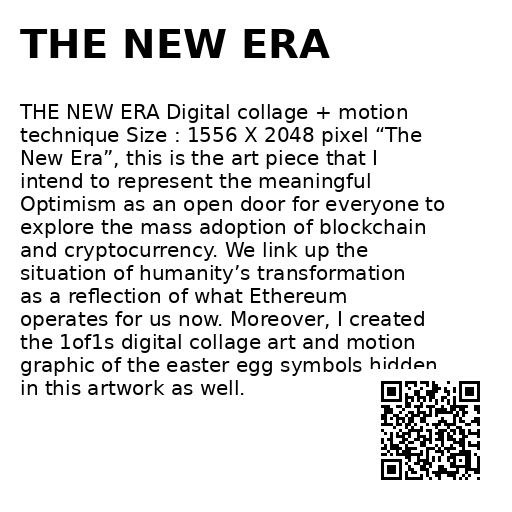 THE NEW ERA
THE NEW ERA Digital collage + motion
technique Size : 1556 X 2048 pixel “The
New Era”, this is the art piece that I
intend to represent the meaningful
Optimism as an open door for everyone to
explore the mass adoption of blockchain
and cryptocurrency. We link up the
situation of humanity’s transformation
as a reflection of what Ethereum
operates for us now. Moreover, I created
the 1of1s digital collage art and motion
graphic of the easter egg symbols hidden
in this artwork as well.